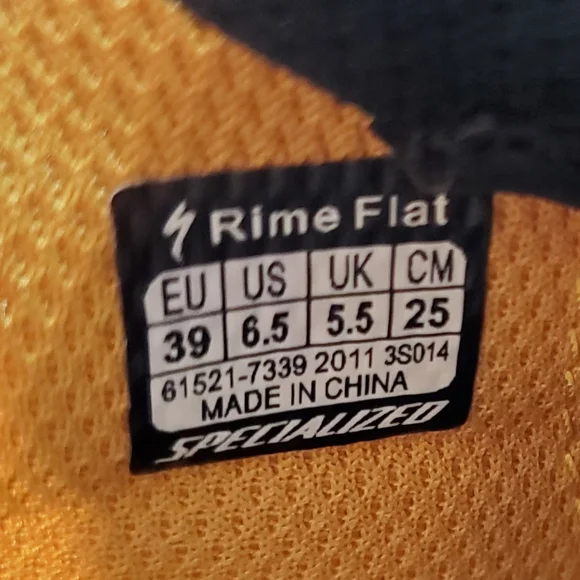 Rime Flat
EU US UK CM
39 6.5 5.5 25
61521-7339 2011 3S014
MADE IN CHINA
SPECIALIZED